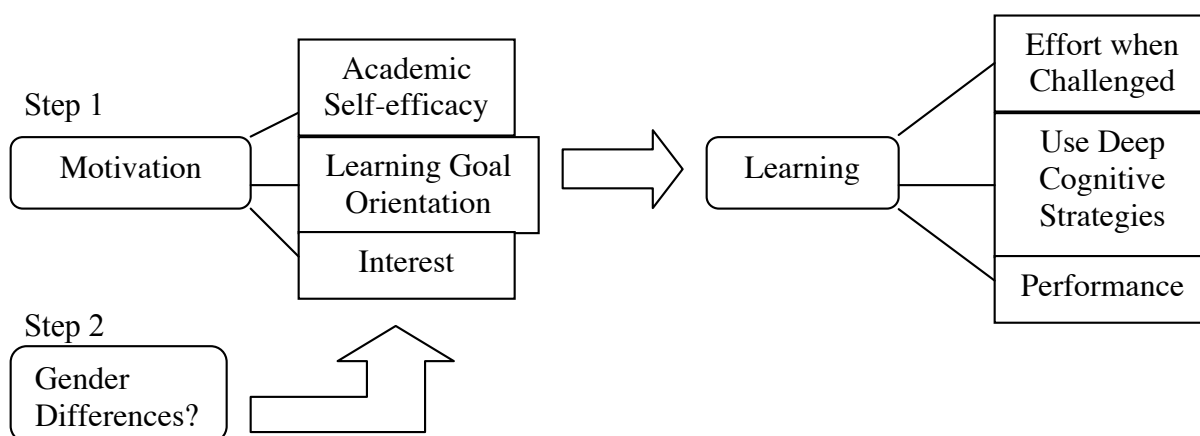 Step 1
Motivation
Academic
Self-efficacy
Learning Goal
Orientation
Interest
Learning
Effort when
Challenged
Use Deep
Cognitive
Strategies
Performance
Step 2
Gender
Differences?